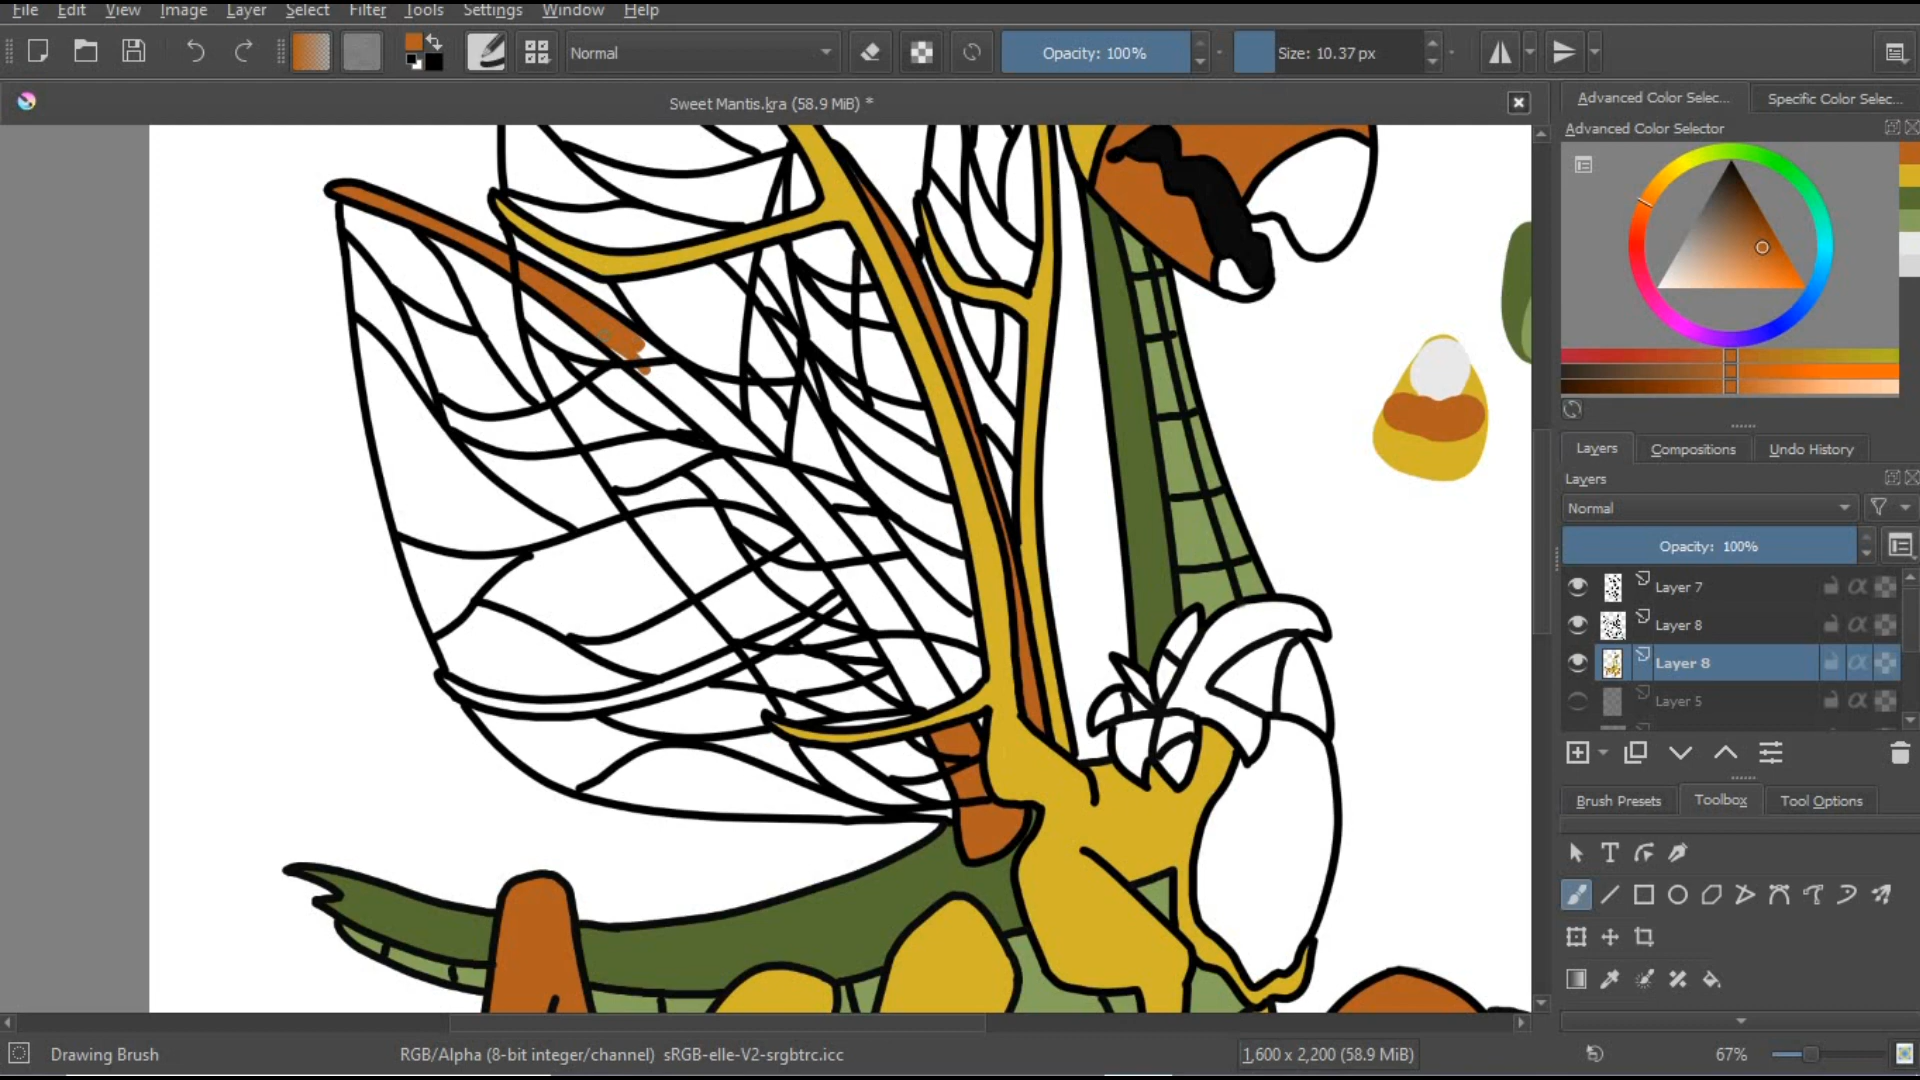 File Edit View Image Layer Select Filter Tools Settings Window Help
Normal Opacity: 100% Size: 10.37 px
Sweet Mantis.kra (58.9 MiB) *
Advanced Color Selec... Specific Color Selec...
Advanced Color Selector
Layers Compositions Undo History
Layers
Normal
Opacity: 100%
Layer 7
Layer 8
Layer 8
Layer 5
Brush Presets Toolbox Tool Options
Drawing Brush RGB/Alpha (8-bit integer/channel) sRGB-elle-V2-srgbtrc.icc 1,600 x 2,200 (58.9 MiB) 67%